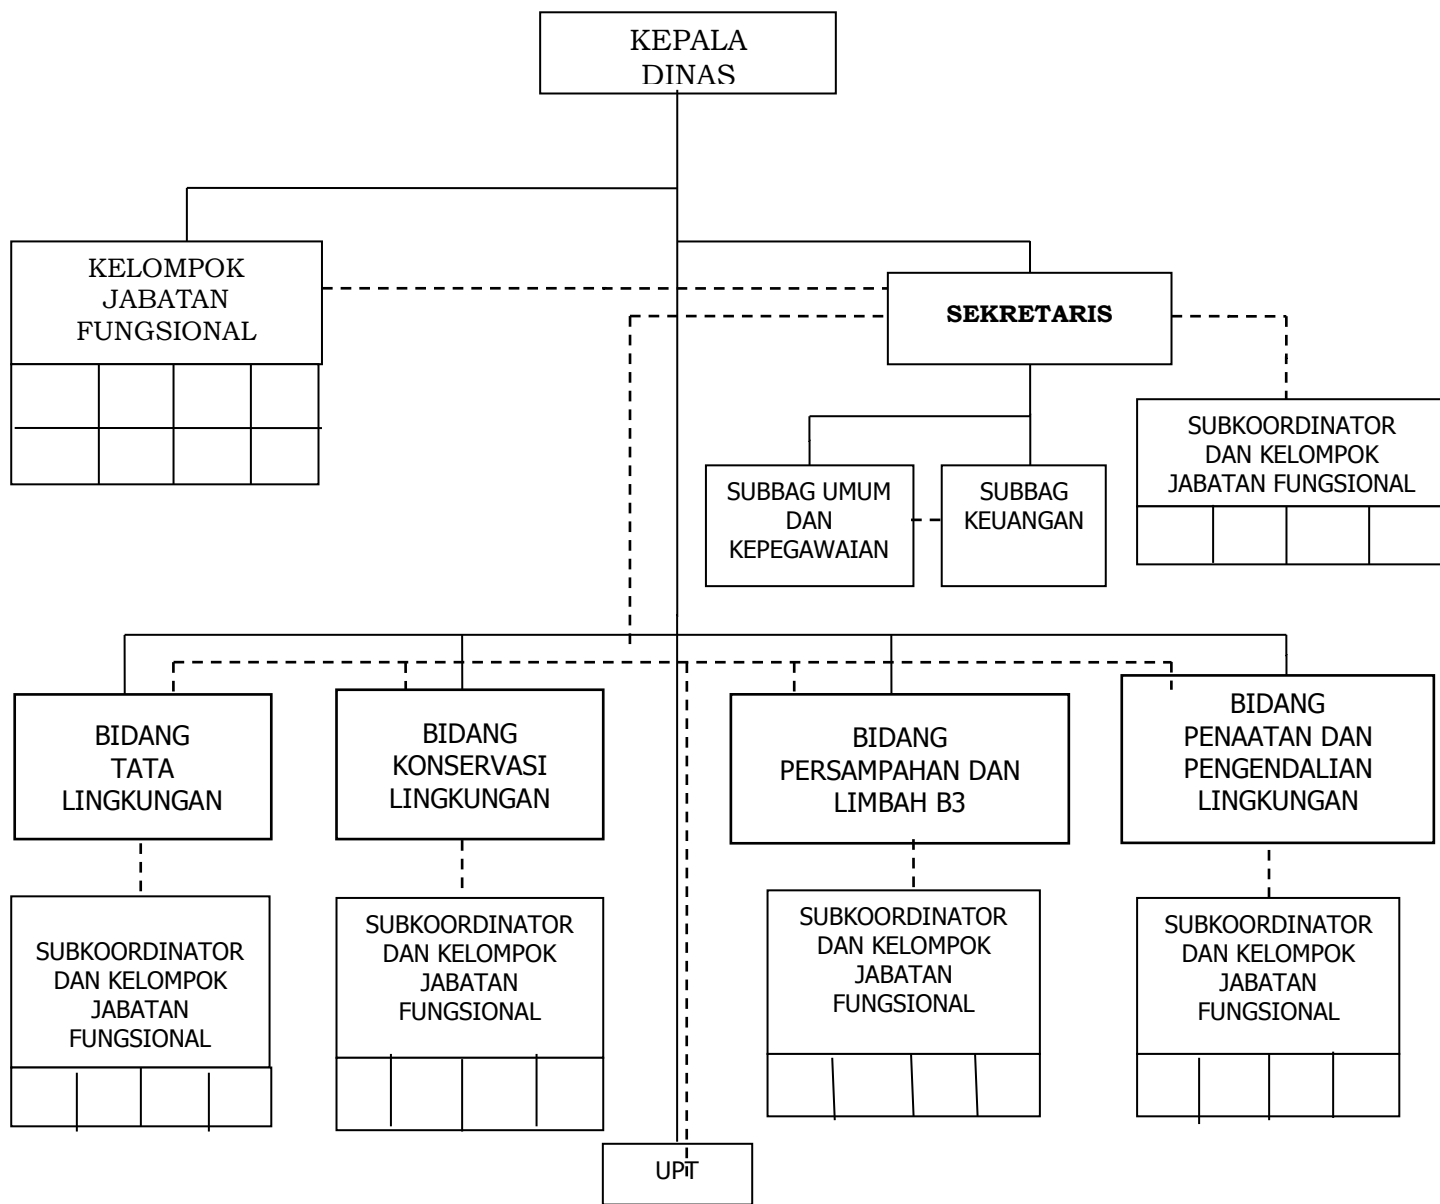 KEPALA
DINAS
KELOMPOK
JABATAN
FUNGSIONAL
SEKRETARIS
SUBKOORDINATOR
DAN KELOMPOK
JABATAN FUNGSIONAL
SUBBAG UMUM
DAN
KEPEGAWAIAN
SUBBAG
KEUANGAN
BIDANG
TATA
LINGKUNGAN
BIDANG
KONSERVASI
LINGKUNGAN
BIDANG
PERSAMPAHAN DAN
LIMBAH B3
BIDANG
PENAATAN DAN
PENGENDALIAN
LINGKUNGAN
SUBKOORDINATOR
DAN KELOMPOK
JABATAN
FUNGSIONAL
SUBKOORDINATOR
DAN KELOMPOK
JABATAN
FUNGSIONAL
SUBKOORDINATOR
DAN KELOMPOK
JABATAN
FUNGSIONAL
SUBKOORDINATOR
DAN KELOMPOK
JABATAN
FUNGSIONAL
UPT